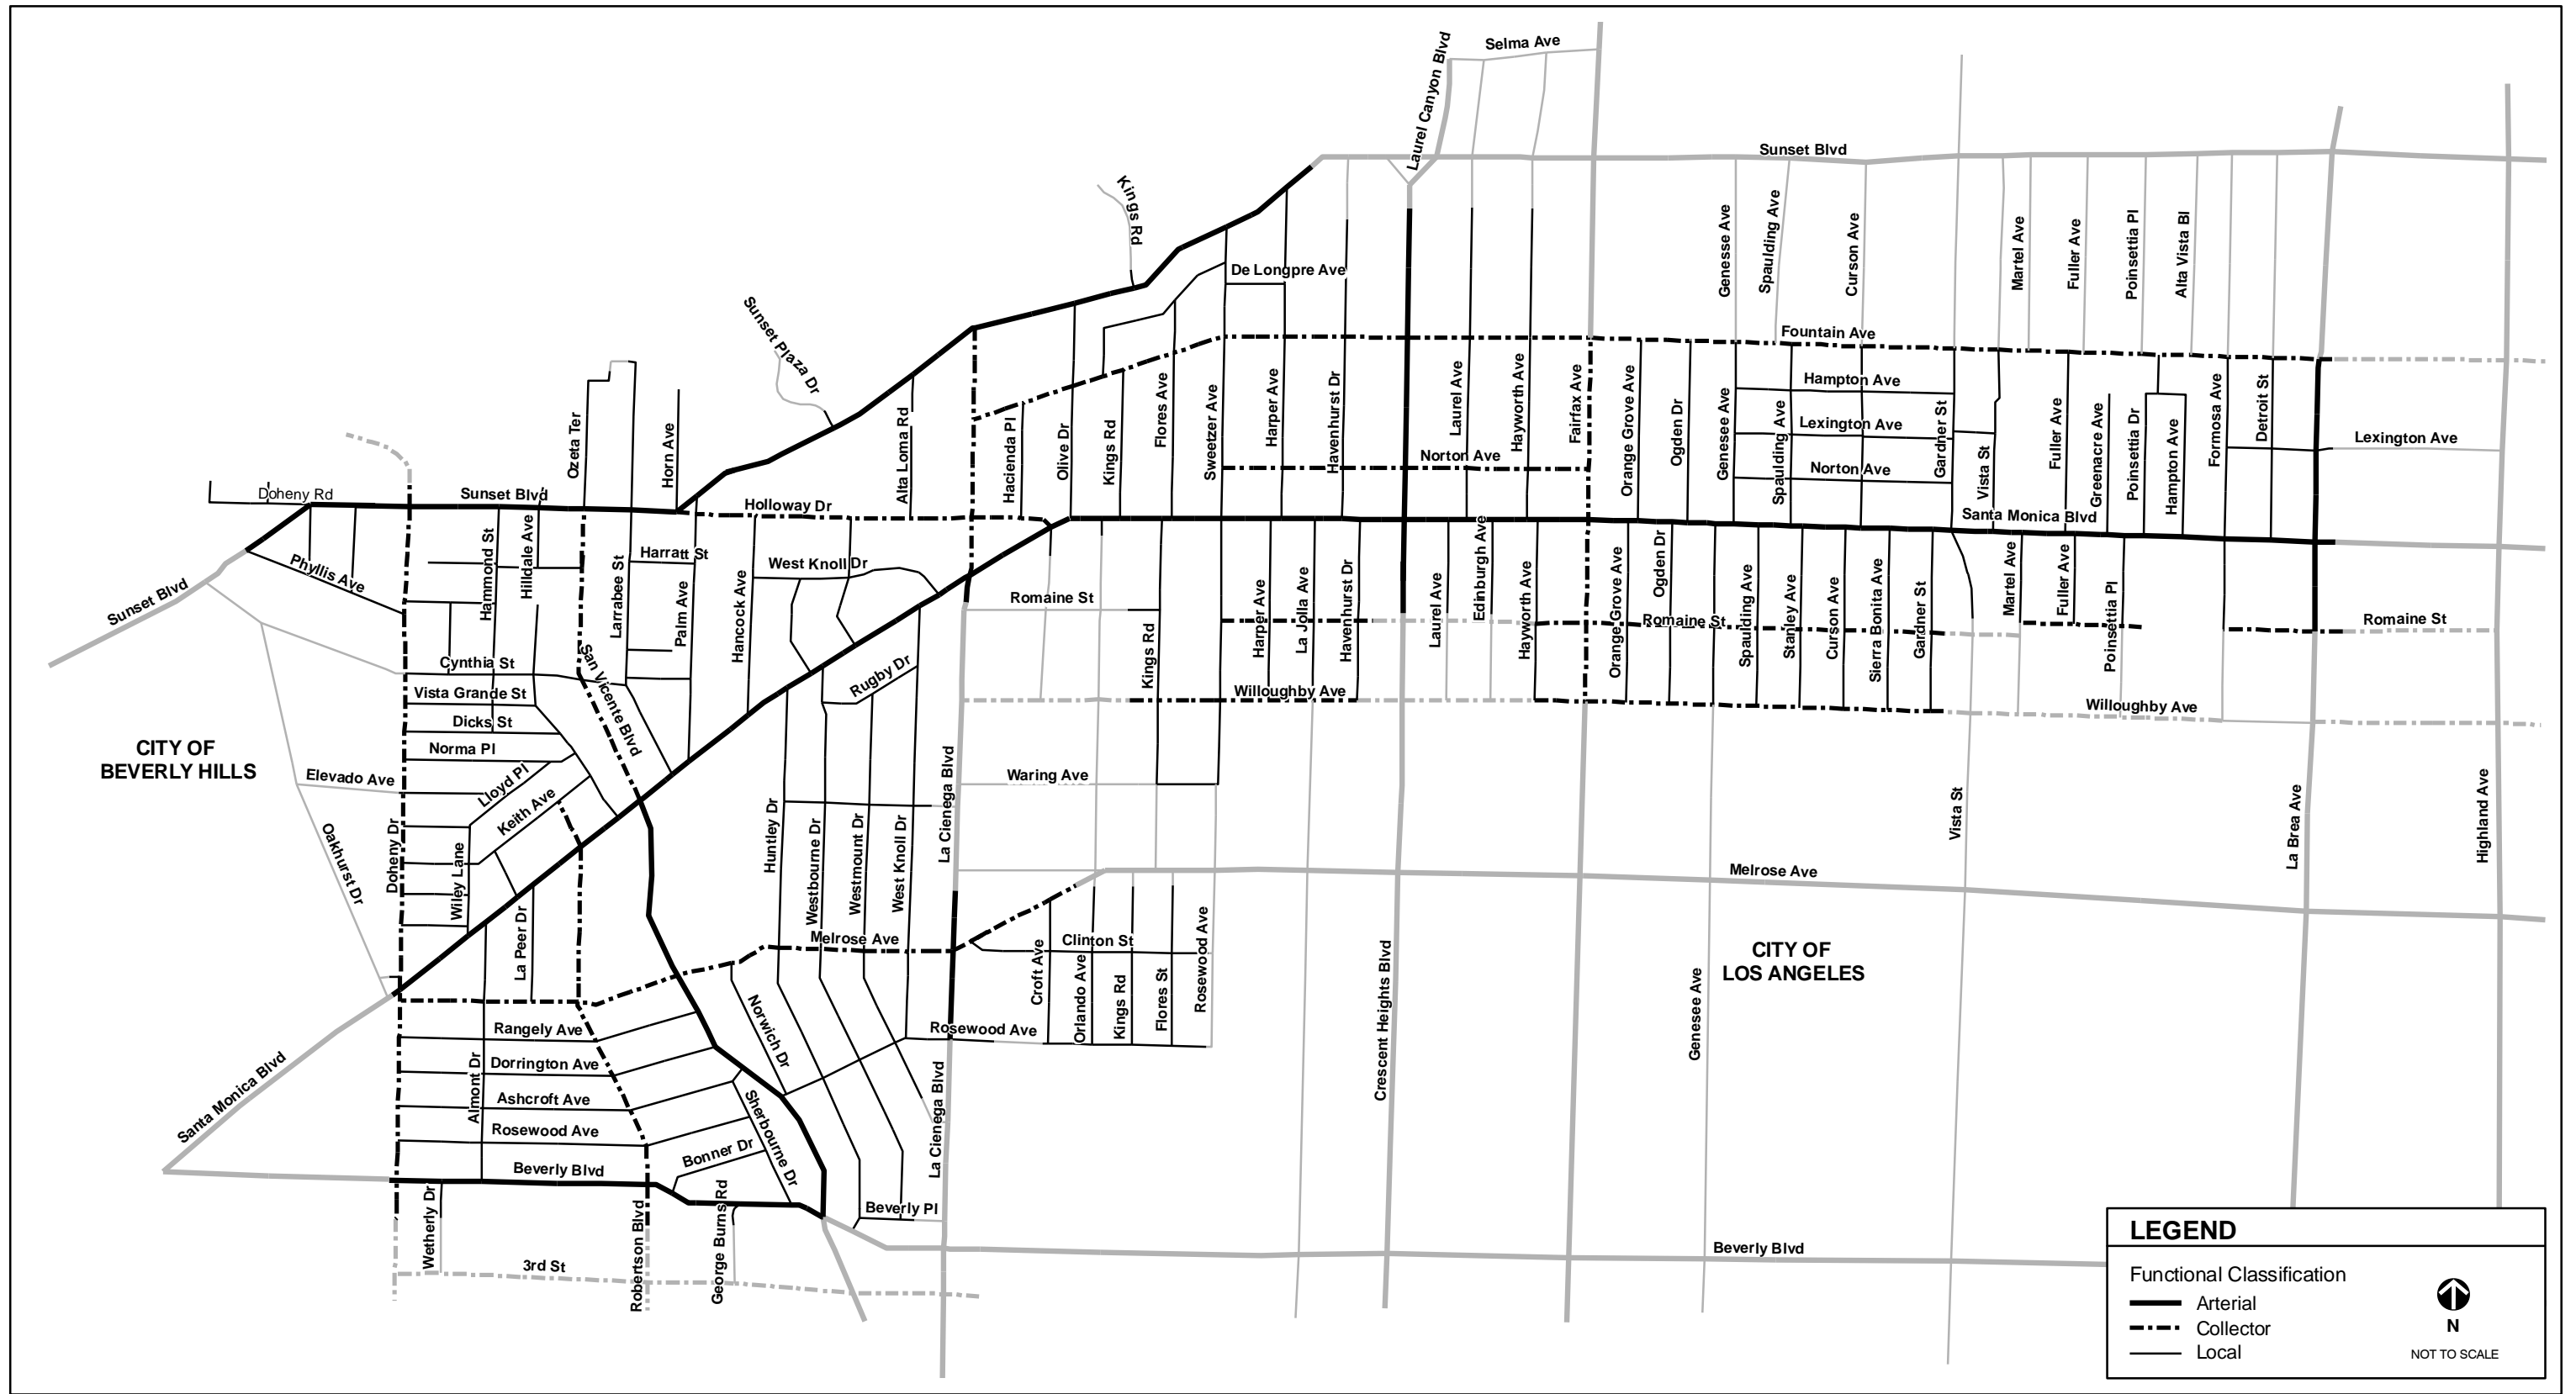 Selma Ave
Laurel Canyon Blvd
Sunset Blvd
Kings Rd
Genesee Ave
Spaulding Ave
Curson Ave
Martel Ave
Fuller Ave
Poinsettia Pl
Alta Vista Bl
De Longpre Ave
Sunset Plaza Dr
Fountain Ave
Ozeta Ter
Horn Ave
Alta Loma Rd
Hacienda Pl
Olive Dr
Kings Rd
Flores Ave
Sweetzer Ave
Harper Ave
Havenhurst Dr
Laurel Ave
Hayworth Ave
Fairfax Ave
Orange Grove Ave
Ogden Dr
Genesee Ave
Spaulding Ave
Hampton Ave
Lexington Ave
Norton Ave
Norton Ave
Gardner St
Vista St
Fuller Ave
Greenacre Ave
Poinsettia Dr
Hampton Ave
Formosa Ave
Detroit St
Lexington Ave
Doheny Rd
Sunset Blvd
Holloway Dr
Santa Monica Blvd
Phyllis Ave
Sunset Blvd
Hammond St
Hilldale Ave
Larrabee St
Harratt St
Palm Ave
Hancock Ave
West Knoll Dr
Romaine St
Kings Rd
Harper Ave
La Jolla Ave
Havenhurst Dr
Laurel Ave
Edinburgh Ave
Hayworth Ave
Orange Grove Ave
Ogden Dr
Romaine St
Spaulding Ave
Stanley Ave
Curson Ave
Sierra Bonita Ave
Gardner St
Martel Ave
Fuller Ave
Poinsettia Pl
Romaine St
Cynthia St
Vista Grande St
Dicks St
Norma Pl
San Vicente Blvd
Rugby Dr
Willoughby Ave
Willoughby Ave
CITY OF
BEVERLY HILLS
Elevado Ave
Lloyd Pl
Keith Ave
Oakhurst Dr
Doheny Dr
Wiley Lane
La Peer Dr
Huntley Dr
Westbourne Dr
Westmount Dr
West Knoll Dr
La Cienega Blvd
Waring Ave
Vista St
La Brea Ave
Highland Ave
Melrose Ave
Melrose Ave
Clinton St
Croft Ave
Orlando Ave
Kings Rd
Flores St
Rosewood Ave
Crescent Heights Blvd
Genesee Ave
CITY OF
LOS ANGELES
Norwich Dr
Rosewood Ave
Santa Monica Blvd
Rangely Ave
Dorrington Ave
Ashcroft Ave
Rosewood Ave
Almont Dr
Sherbourne Dr
Bonner Dr
La Cienega Blvd
Beverly Blvd
Beverly Pl
Wetherly Dr
Robertson Blvd
George Burns Rd
3rd St
Beverly Blvd
LEGEND
Functional Classification
Arterial
Collector
Local
N
NOT TO SCALE